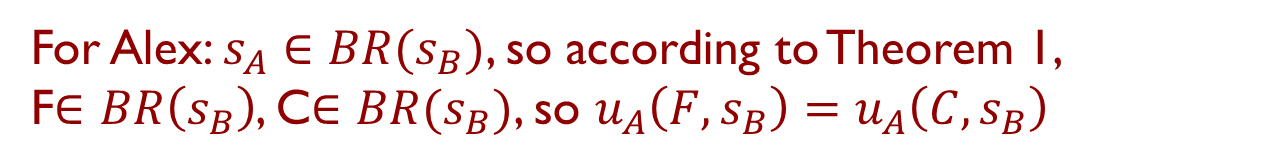 For Alex: s_A ∈ BR(s_B), so according to Theorem 1,
F∈ BR(s_B), C∈ BR(s_B), so u_A(F, s_B) = u_A(C, s_B)